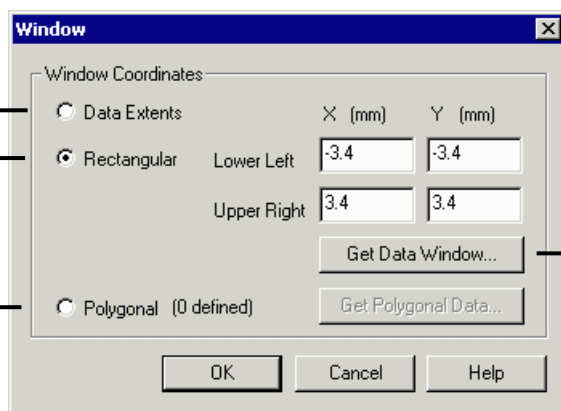 Window
Window Coordinates
Data Extents X (mm) Y (mm)
Rectangular Lower Left -3.4 -3.4
Upper Right 3.4 3.4
Get Data Window...
Polygonal (0 defined) Get Polygonal Data...
OK Cancel Help